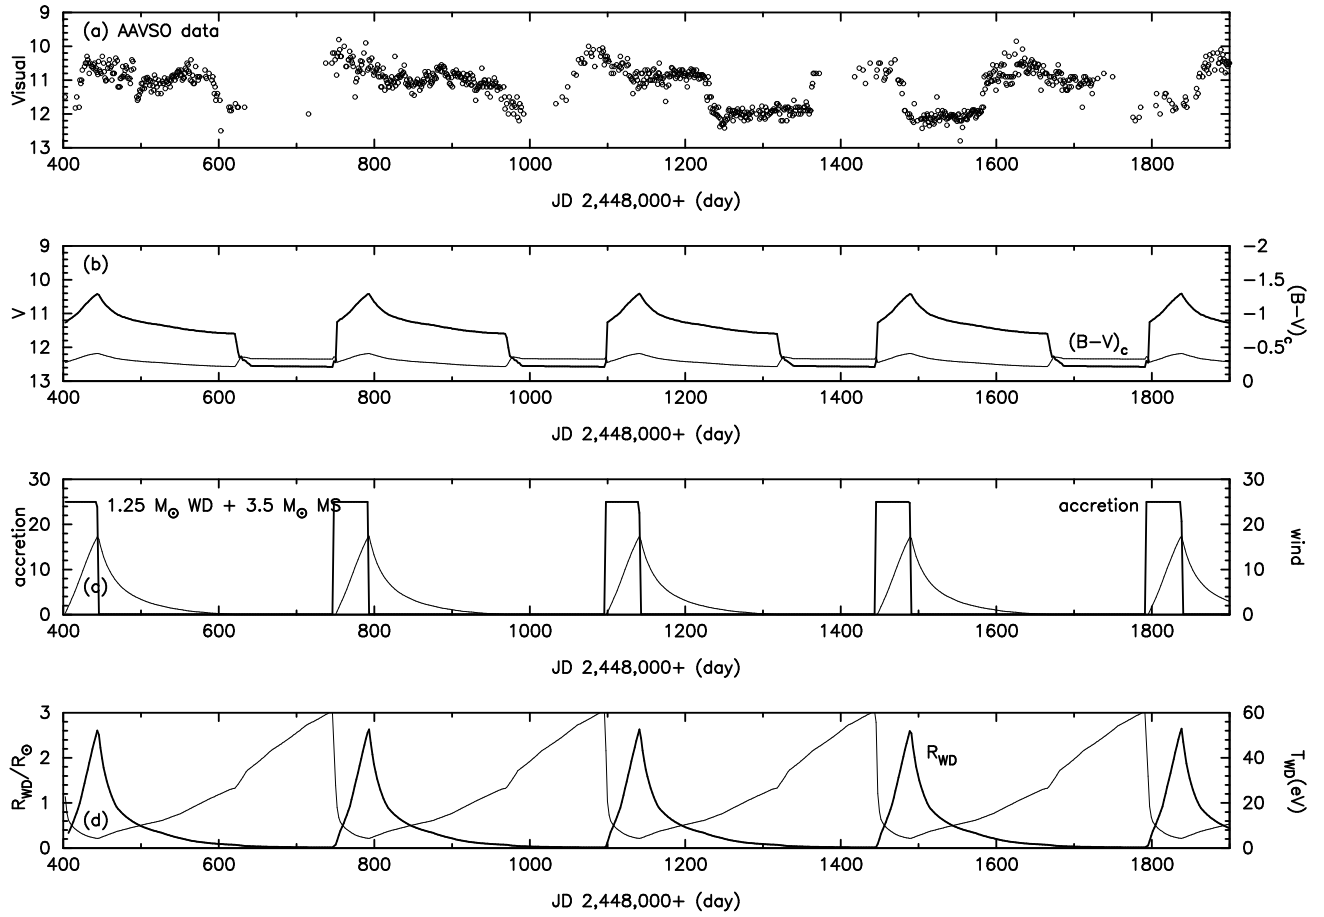 9
10
11
12
13
Visual
(a) AAVSO data
400 600 800 1000 1200 1400 1600 1800
JD 2,448,000+ (day)
9
10
11
12
13
V
(b)
(B−V)c
−2
−1.5
−1
−0.5
0
(B−V)c
400 600 800 1000 1200 1400 1600 1800
JD 2,448,000+ (day)
30
20
10
0
accretion
1.25 M⊙ WD + 3.5 M⊙ MS
accretion
(c)
30
20
10
0
wind
400 600 800 1000 1200 1400 1600 1800
JD 2,448,000+ (day)
3
2
1
0
RWD/R⊙
RWD
(d)
60
40
20
0
TWD(eV)
400 600 800 1000 1200 1400 1600 1800
JD 2,448,000+ (day)